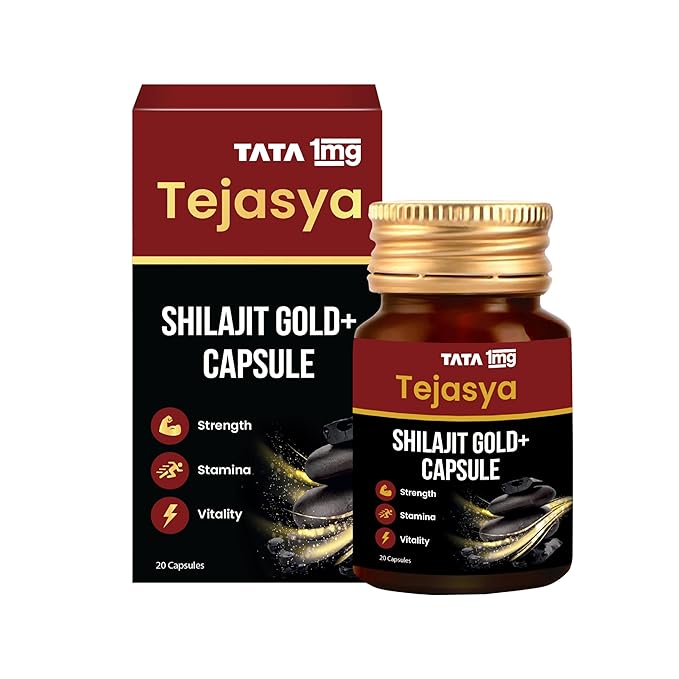 TATA 1mg
Tejasya
SHILAJIT GOLD+
CAPSULE
Strength
Stamina
Vitality
20 Capsules
TATA 1mg
Tejasya
SHILAJIT GOLD+
CAPSULE
Strength
Stamina
Vitality
20 Capsules